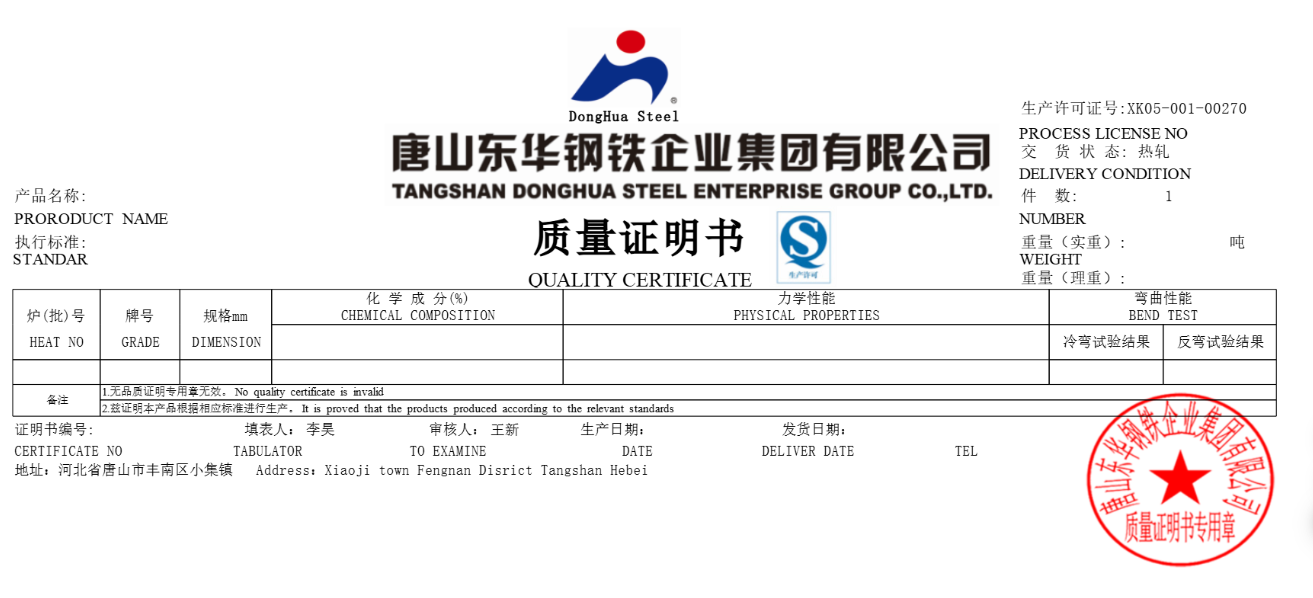 DongHua Steel
唐山东华钢铁企业集团有限公司
TANGSHAN DONGHUA STEEL ENTERPRISE GROUP CO.,LTD.
质量证明书
QUALITY CERTIFICATE
生产许可
生产许可证号:XK05-001-00270
PROCESS LICENSE NO
交 货 状 态: 热轧
DELIVERY CONDITION
件 数: 1
NUMBER
重量（实重）: 吨
WEIGHT
重量（理重）:
产品名称:
PRORODUCT NAME
执行标准:
STANDAR
炉(批)号 牌号 规格mm 化 学 成 分(%) 力学性能 弯曲性能
HEAT NO GRADE DIMENSION CHEMICAL COMPOSITION PHYSICAL PROPERTIES BEND TEST
冷弯试验结果 反弯试验结果
备注
1.无品质证明专用章无效。No quality certificate is invalid
2.兹证明本产品根据相应标准进行生产。It is proved that the products produced according to the relevant standards
证明书编号: 填表人: 李昊 审核人: 王新 生产日期: 发货日期:
CERTIFICATE NO TABULATOR TO EXAMINE DATE DELIVER DATE TEL
地址: 河北省唐山市丰南区小集镇 Address: Xiaoji town Fengnan Disrict Tangshan Hebei
唐山东华钢铁企业集团有限公司
质量证明书专用章